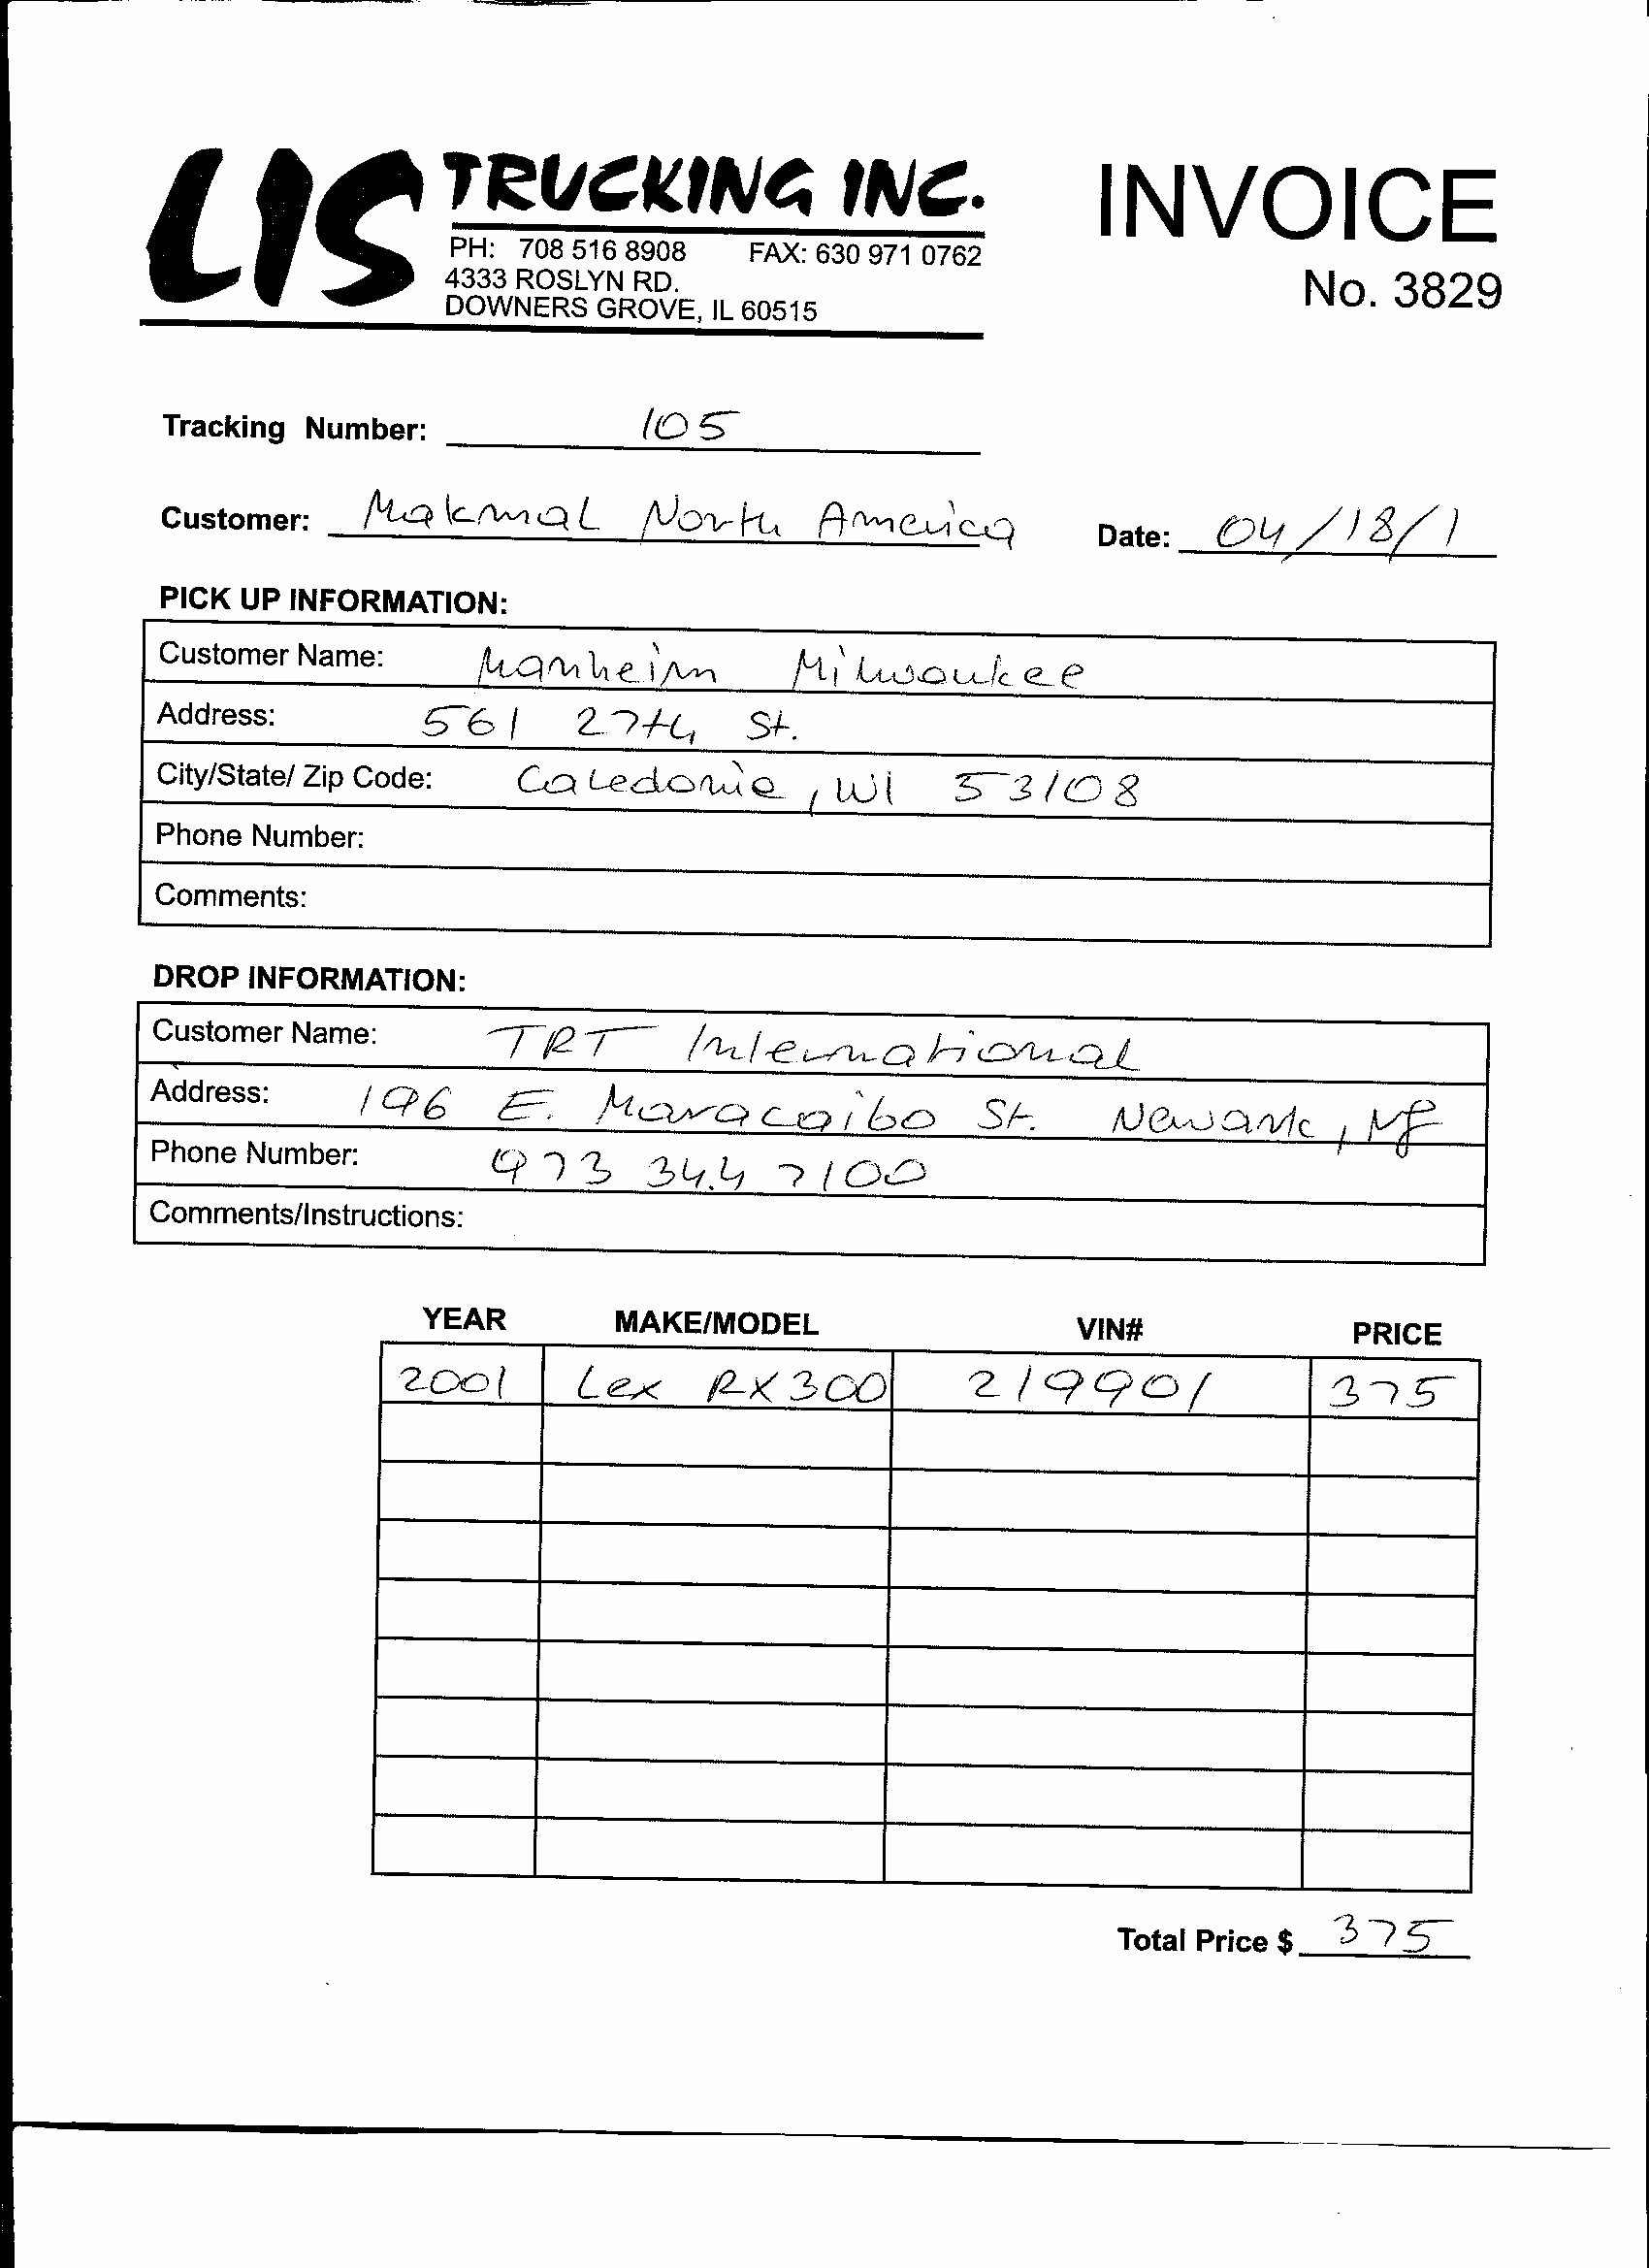 LIS TRUCKING INC.
INVOICE
PH: 708 516 8908 FAX: 630 971 0762
4333 ROSLYN RD.
DOWNERS GROVE, IL 60515
No. 3829
Tracking Number: 105
Customer: Makmal North America Date: 04/18/1
PICK UP INFORMATION:
Customer Name: Manheim Milwaukee
Address: 561 27th St.
City/State/ Zip Code: Caledonie, WI 53108
Phone Number:
Comments:
DROP INFORMATION:
Customer Name: TRT International
Address: 196 E. Maracaibo St. Newark, NJ
Phone Number: 973 344 7100
Comments/Instructions:
YEAR MAKE/MODEL VIN# PRICE
2001 Lex RX300 219901 375
Total Price $ 375